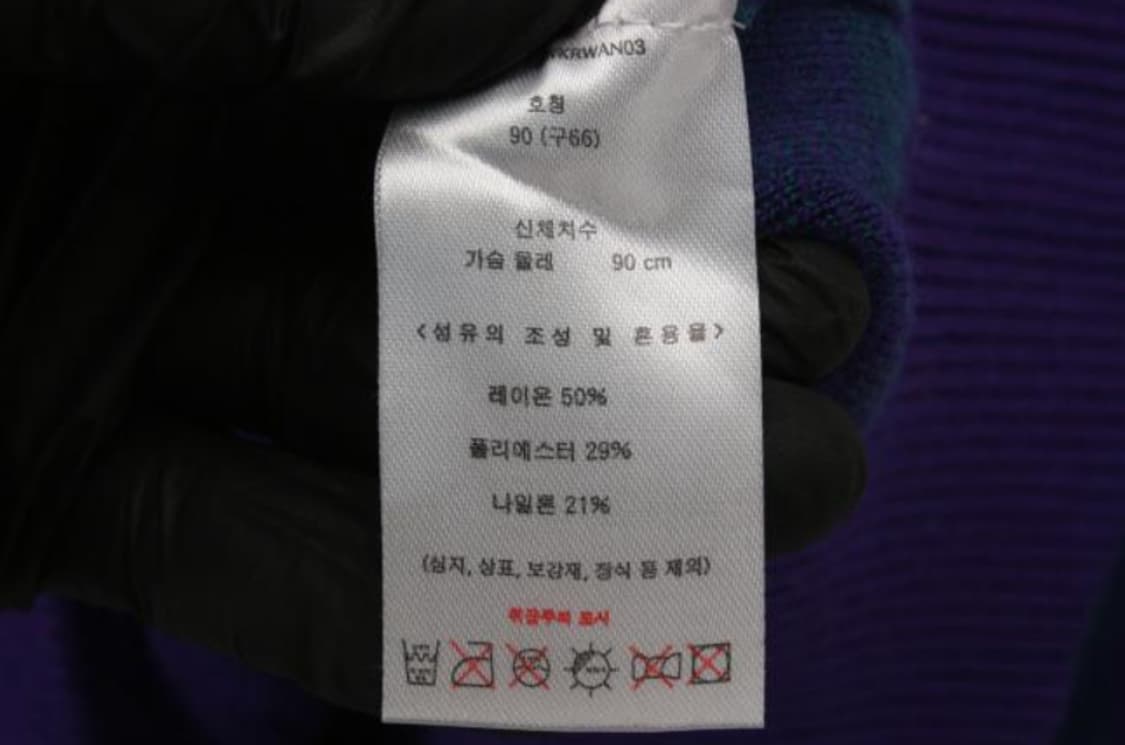 KRWAN03
호칭
90 (구66)
신체치수
가슴 둘레 90 cm
<섬유의 조성 및 혼용율>
레이온 50%
폴리에스터 29%
나일론 21%
(심지, 상표, 보강재, 장식 등 제외)
취급주의 표시